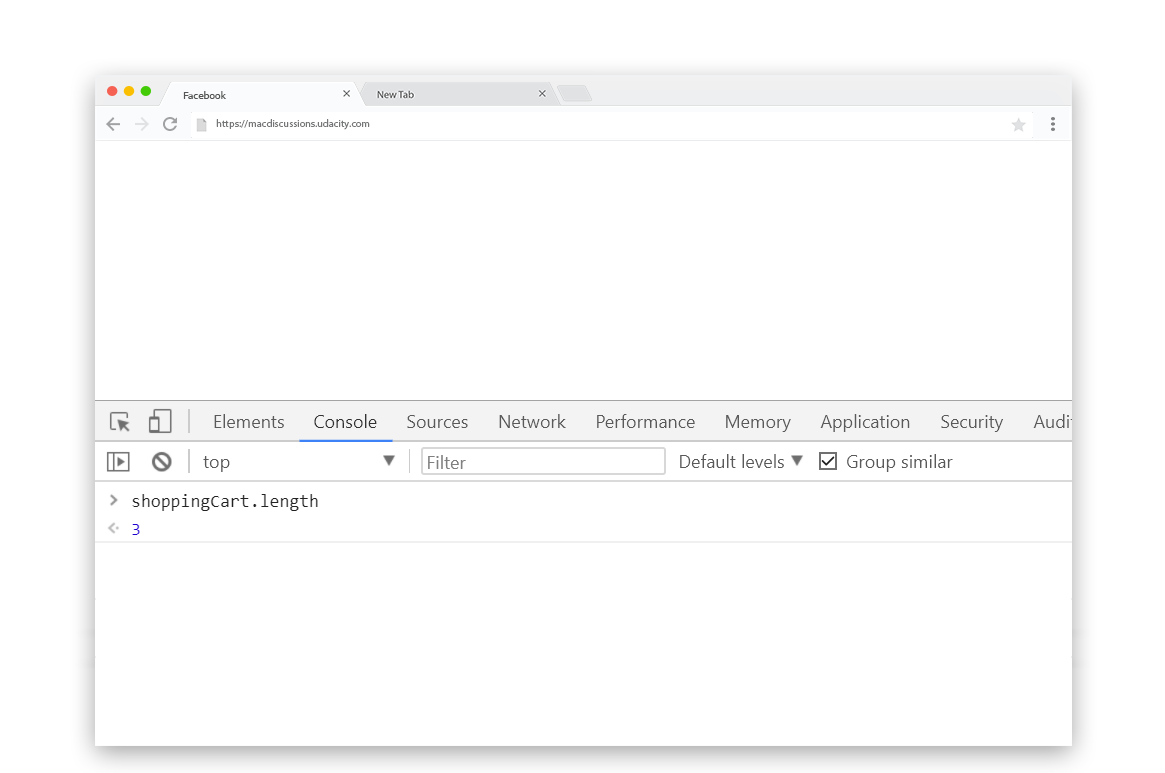 Facebook
New Tab
https://macdiscussions.udacity.com
Elements Console Sources Network Performance Memory Application Security Audi
top Filter Default levels Group similar
shoppingCart.length
3